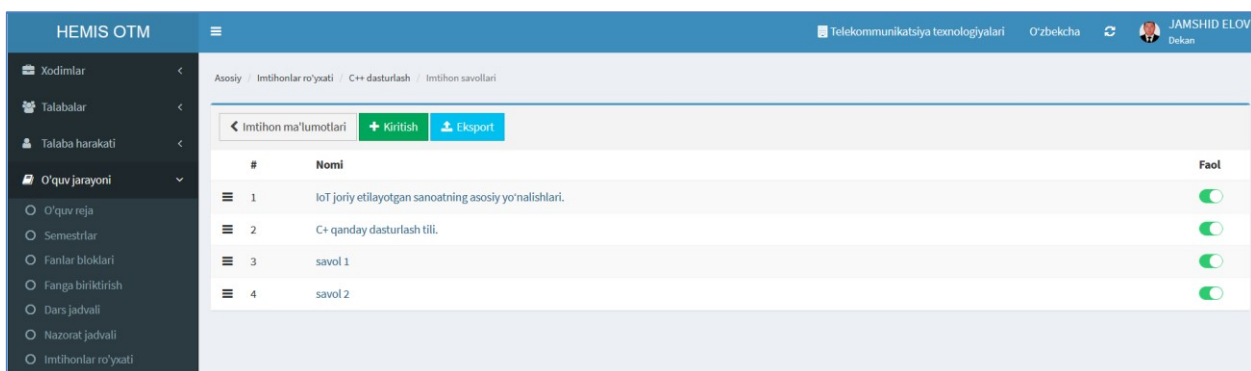 HEMIS OTM
Telekommunikatsiya texnologiyalari O'zbekcha JAMSHID ELOV
Dekan
Xodimlar
Talabalar
Talaba harakati
O'quv jarayoni
O'quv reja
Semestrlar
Fanlar bloklari
Fanga biriktirish
Dars jadvali
Nazorat jadvali
Imtihonlar ro'yxati
Asosiy / Imtihonlar ro'yxati / C++ dasturlash / Imtihon savollari
Imtihon ma'lumotlari Kiritish Eksport
# Nomi Faol
1 IoT joriy etilayotgan sanoatning asosiy yo'nalishlari.
2 C+ qanday dasturlash tili.
3 savol 1
4 savol 2